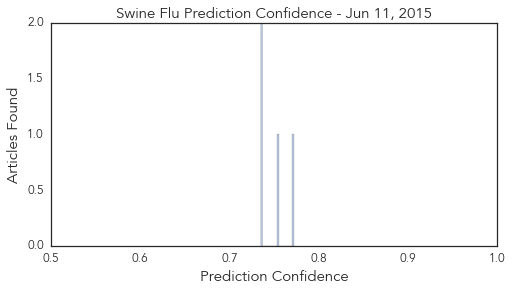 Swine Flu Prediction Confidence - Jun 11, 2015
2.0
1.5
1.0
0.5
0.0
Articles Found
0.5 0.6 0.7 0.8 0.9 1.0
Prediction Confidence